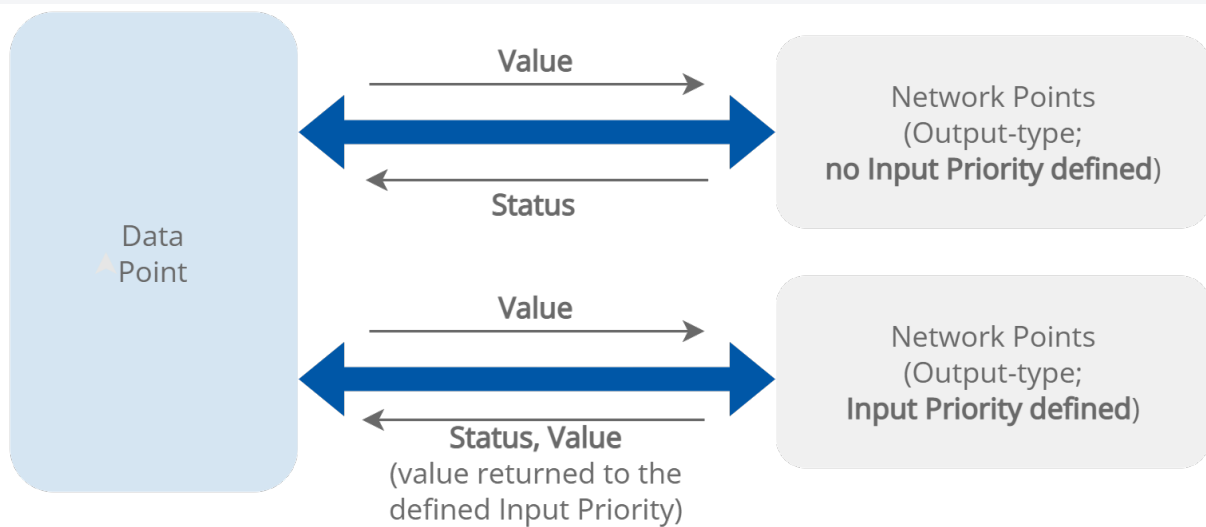 Data
Point
Value
Status
Network Points
(Output-type;
no Input Priority defined)
Value
Status, Value
(value returned to the
defined Input Priority)
Network Points
(Output-type;
Input Priority defined)